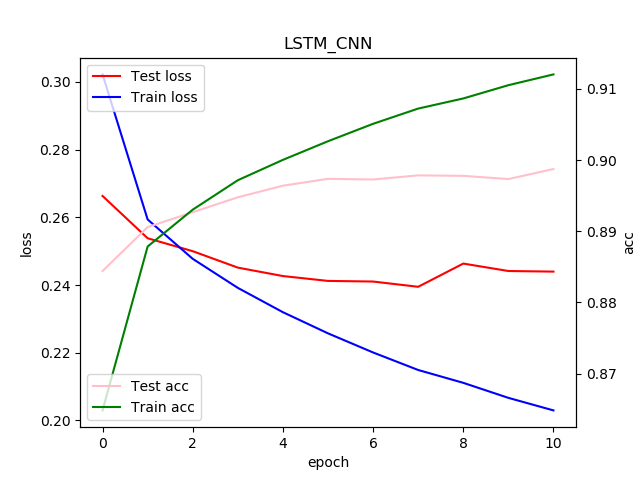 LSTM_CNN
Test loss
Train loss
Test acc
Train acc
0.30
0.28
0.26
0.24
0.22
0.20
loss
0.91
0.90
0.89
0.88
0.87
acc
0 2 4 6 8 10
epoch